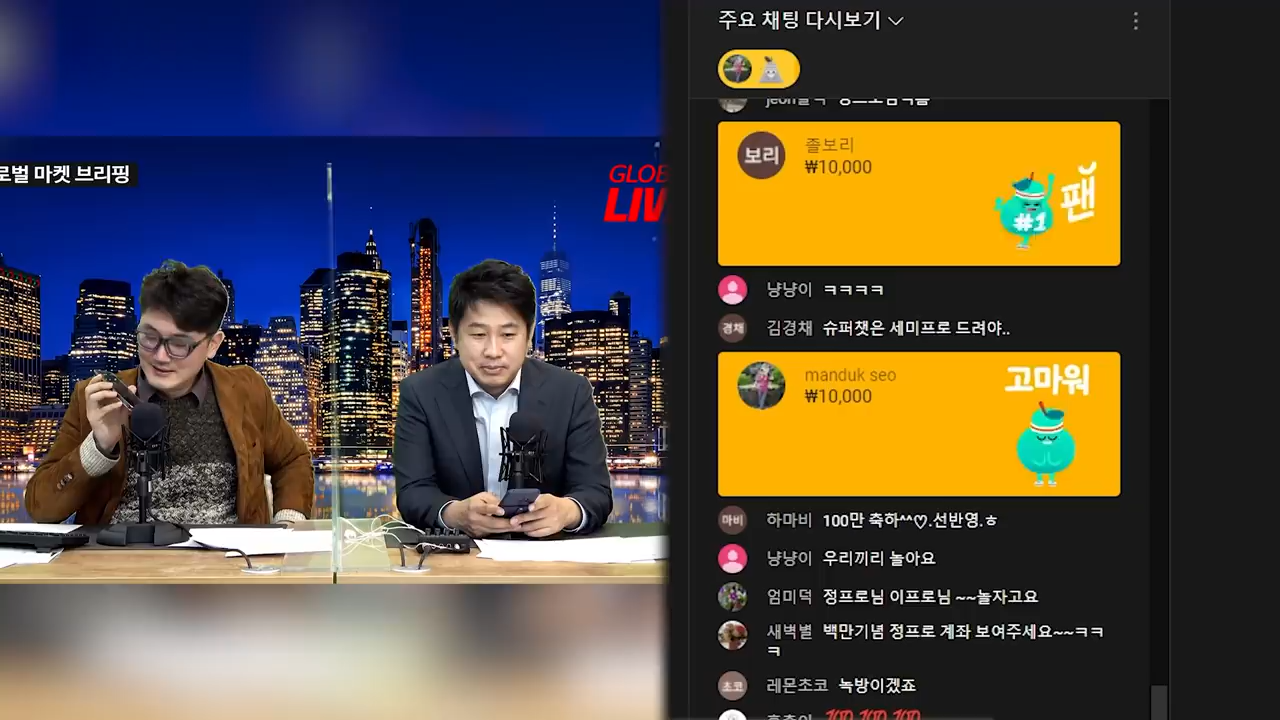 주요 채팅 다시보기
로벌 마켓 브리핑
GLOB
LIV
보리
졸보리
₩10,000
#1
팬
냥냥이 ㅋㅋㅋㅋ
경채 김경채 슈퍼챗은 세미프로 드려야..
manduk seo
₩10,000
고마워
마비 하마비 100만 축하^^♡.선반영.ㅎ
냥냥이 우리끼리 놀아요
엄미덕 정프로님 이프로님 ~~놀자고요
새벽별 백만기념 정프로 계좌 보여주세요~~ㅋㅋ
ㅋ
초코 레몬초코 녹방이겠죠